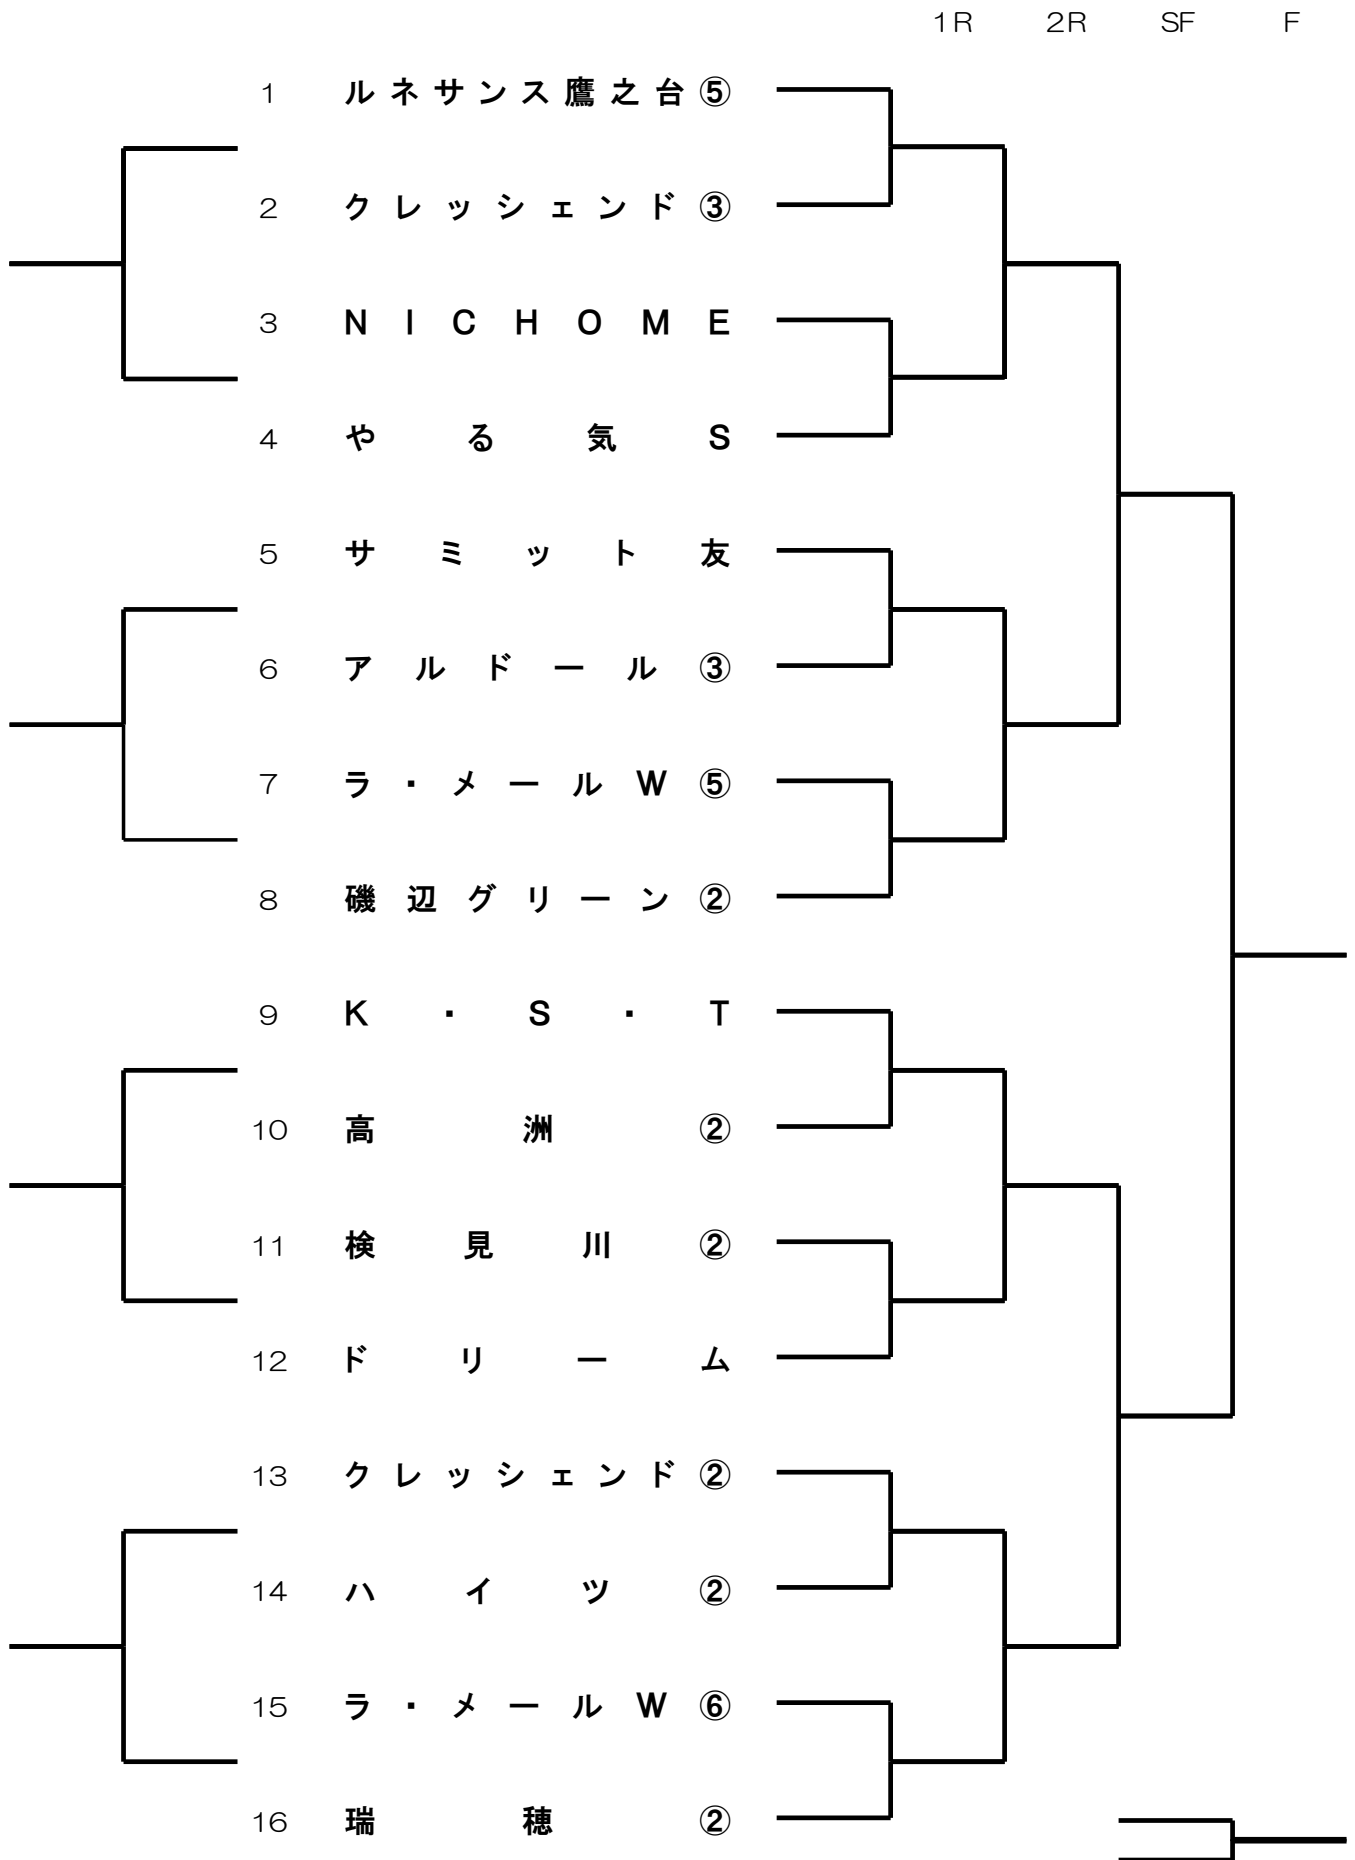 1R 2R SF F
1 ルネサンス鷹之台⑤
2 クレッシェンド③
3 NICHOME
4 やる気S
5 サミット友
6 アルドール③
7 ラ・メールW⑤
8 磯辺グリーン②
9 K・S・T
10 高洲②
11 検見川②
12 ドリーム
13 クレッシェンド②
14 ハイツ②
15 ラ・メールW⑥
16 瑞穂②